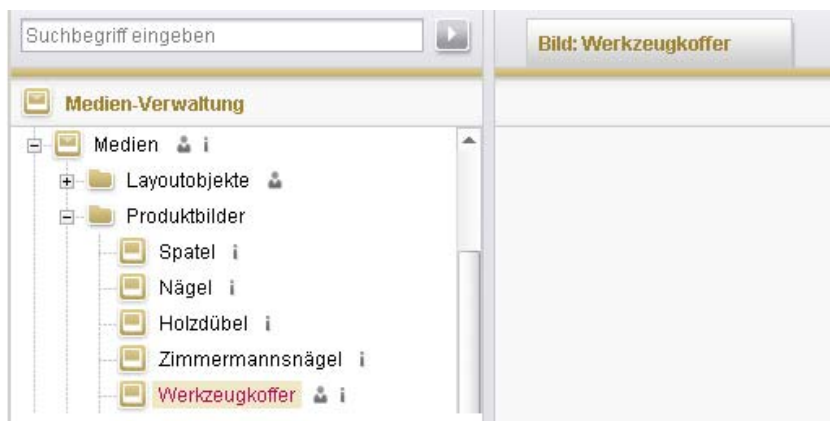 Suchbegriff eingeben
Bild: Werkzeugkoffer
Medien-Verwaltung
Medien
Layoutobjekte
Produktbilder
Spatel
Nägel
Holzdübel
Zimmermannsnägel
Werkzeugkoffer